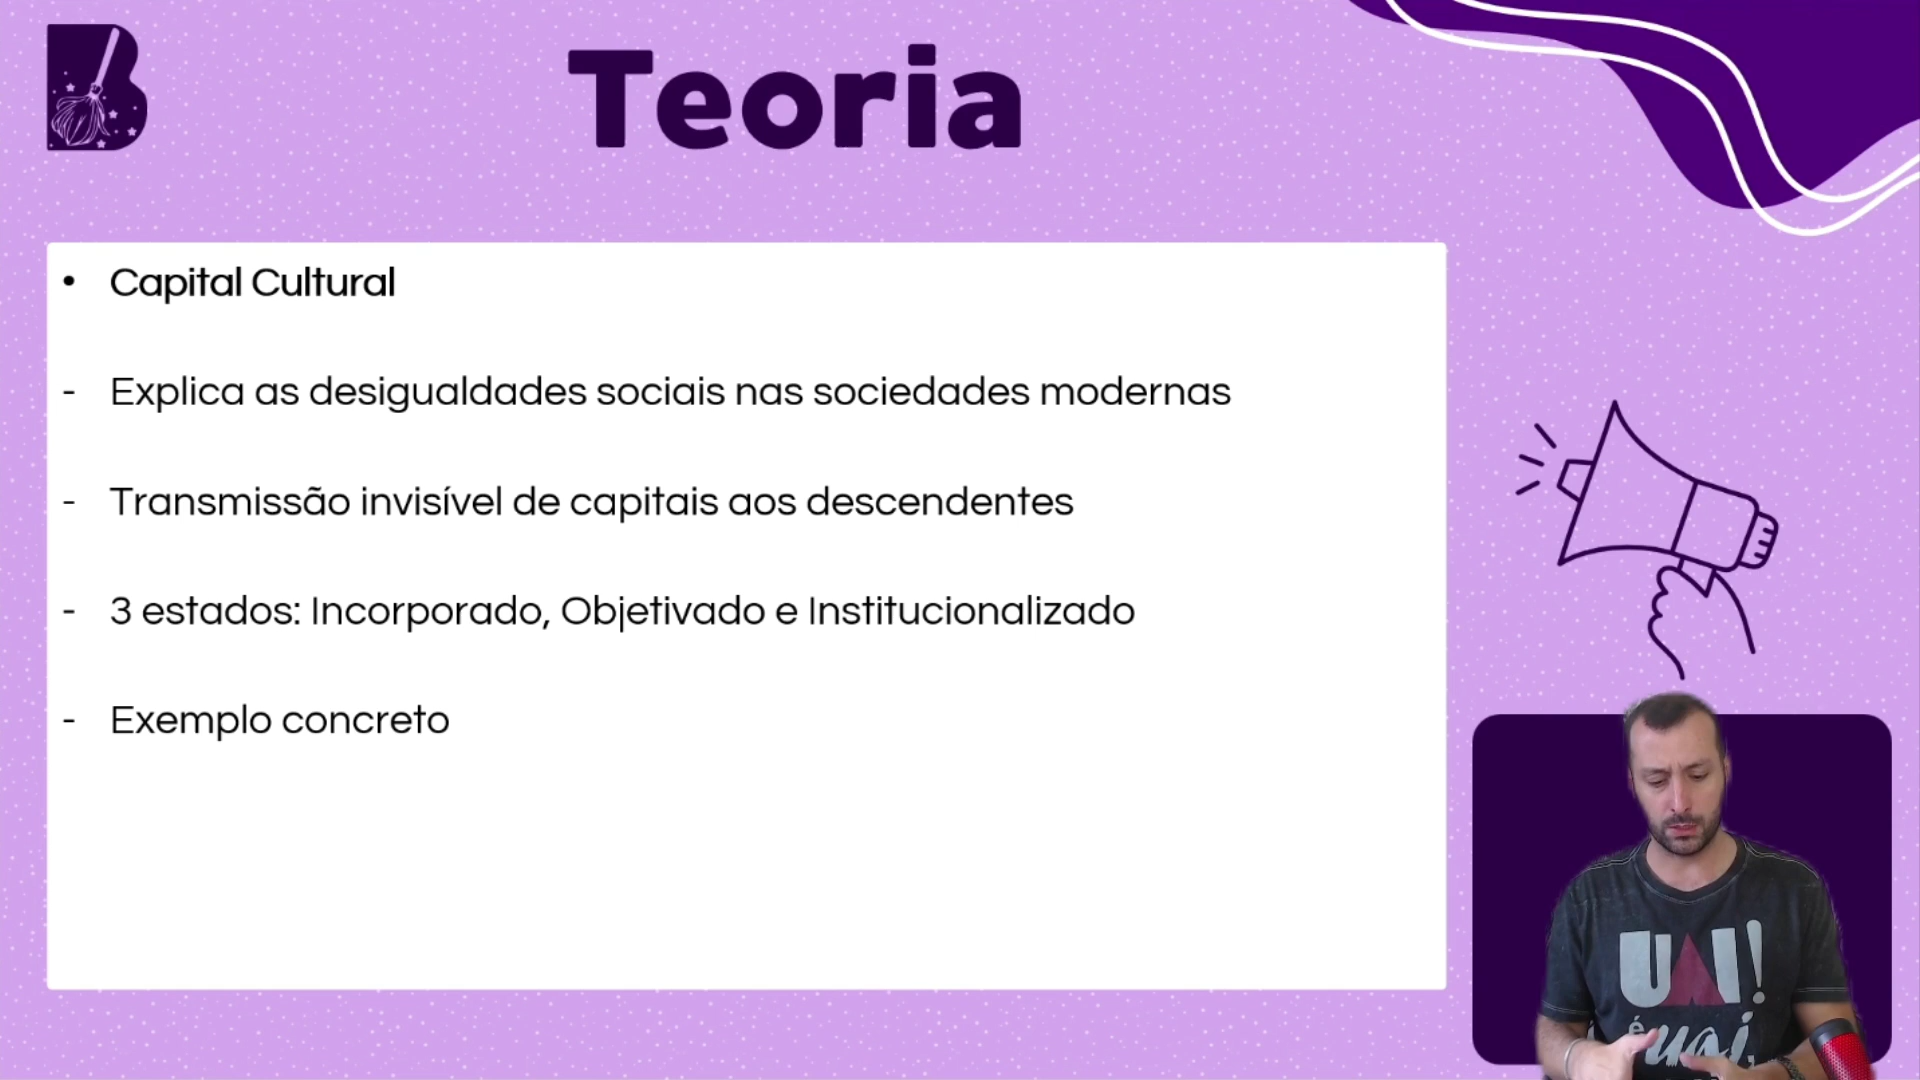 B
Teoria
• Capital Cultural
- Explica as desigualdades sociais nas sociedades modernas
- Transmissão invisível de capitais aos descendentes
- 3 estados: Incorporado, Objetivado e Institucionalizado
- Exemplo concreto
UAI!
é uai